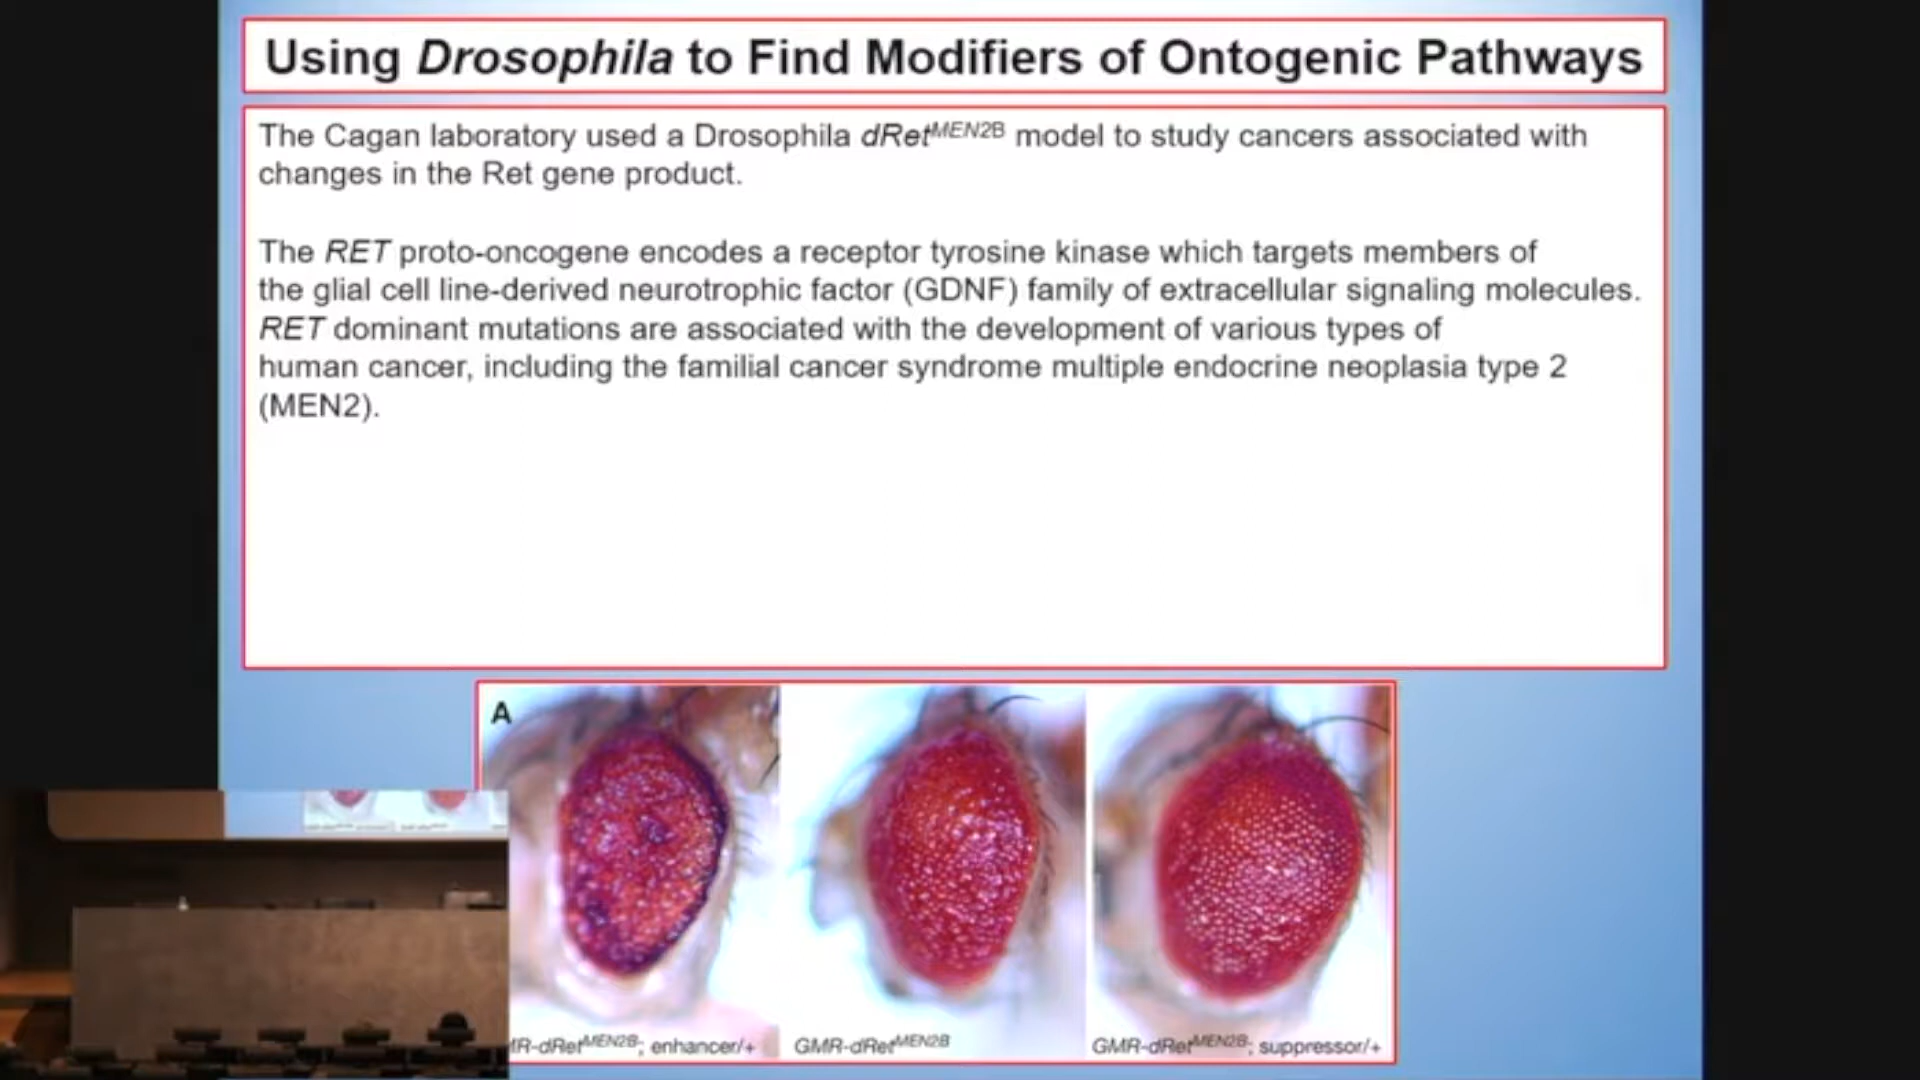 Using Drosophila to Find Modifiers of Ontogenic Pathways
The Cagan laboratory used a Drosophila dRetMEN2B model to study cancers associated with
changes in the Ret gene product.
The RET proto-oncogene encodes a receptor tyrosine kinase which targets members of
the glial cell line-derived neurotrophic factor (GDNF) family of extracellular signaling molecules.
RET dominant mutations are associated with the development of various types of
human cancer, including the familial cancer syndrome multiple endocrine neoplasia type 2
(MEN2).
A
R-dRetMEN2B; enhancer/+
GMR-dRetMEN2B
GMR-dRetMEN2B; suppressor/+